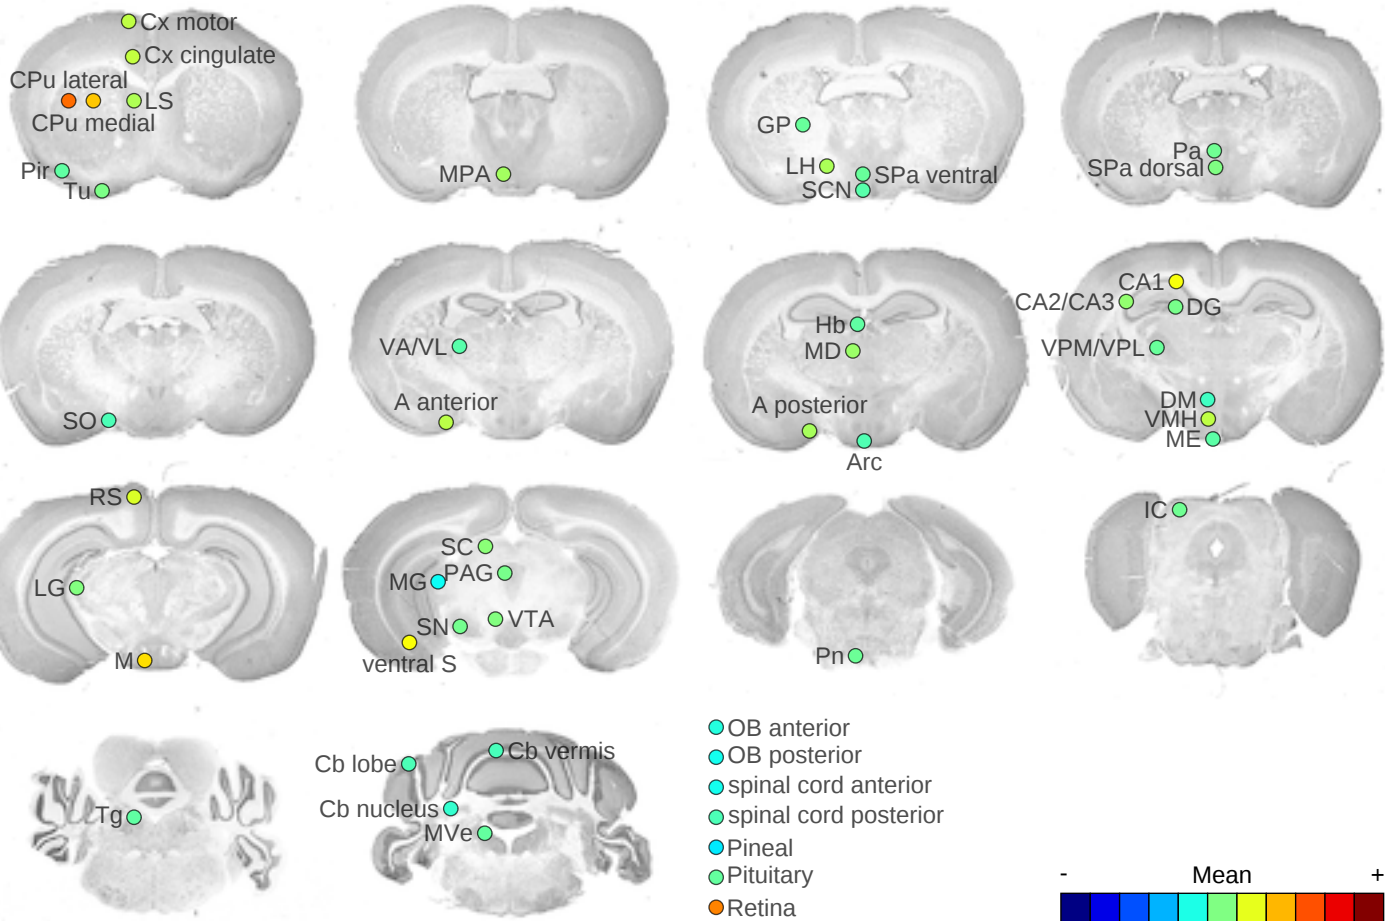 Cx motor
Cx cingulate
CPu lateral
LS
CPu medial
Pir
Tu
MPA
GP
LH
SPa ventral
SCN
Pa
SPa dorsal
SO
VA/VL
A anterior
Hb
MD
A posterior
Arc
CA1
CA2/CA3
DG
VPM/VPL
DM
VMH
ME
RS
LG
M
SC
MG
PAG
SN
VTA
ventral S
Pn
IC
Tg
Cb lobe
Cb vermis
Cb nucleus
MVe
OB anterior
OB posterior
spinal cord anterior
spinal cord posterior
Pineal
Pituitary
Retina
- Mean +